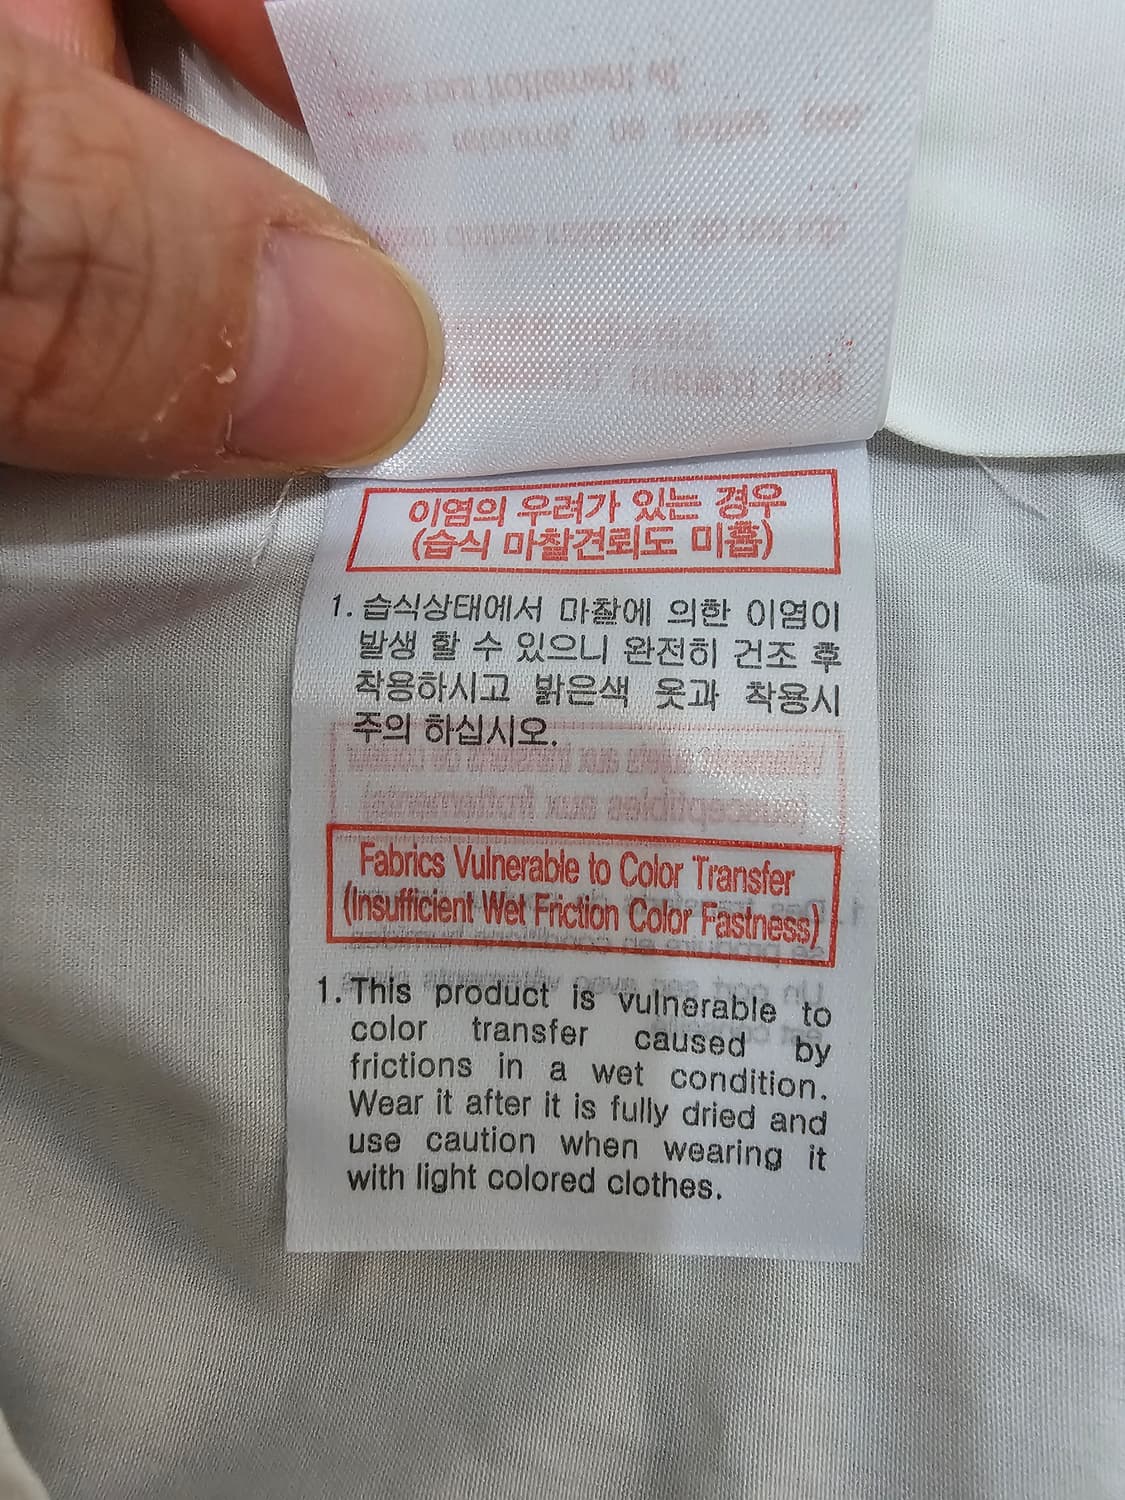 이염의 우려가 있는 경우
(습식 마찰견뢰도 미흡)
1. 습식상태에서 마찰에 의한 이염이
발생 할 수 있으니 완전히 건조 후
착용하시고 밝은색 옷과 착용시
주의 하십시오.
Fabrics Vulnerable to Color Transfer
(Insufficient Wet Friction Color Fastness)
1. This product is vulnerable to
color transfer caused by
frictions in a wet condition.
Wear it after it is fully dried and
use caution when wearing it
with light colored clothes.